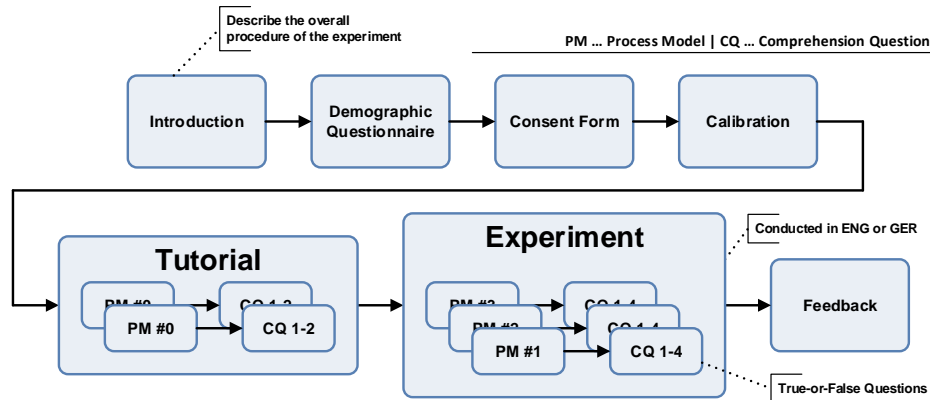 Describe the overall
procedure of the experiment
PM ... Process Model | CQ ... Comprehension Question
Introduction
Demographic
Questionnaire
Consent Form
Calibration
Tutorial
PM #0
CQ 1-2
Experiment
PM #1
CQ 1-4
Conducted in ENG or GER
Feedback
True-or-False Questions